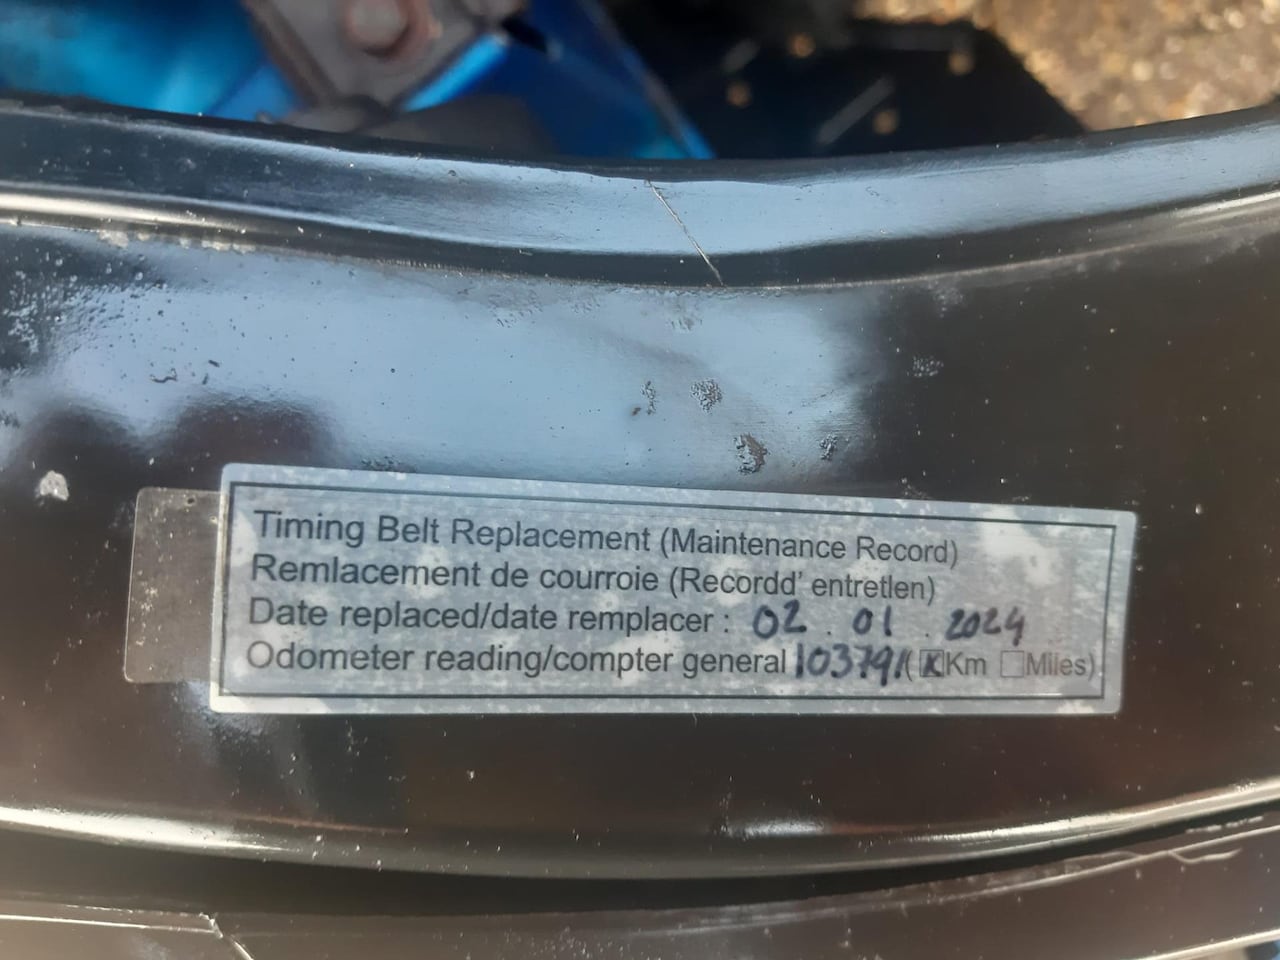 Timing Belt Replacement (Maintenance Record)
Remlacement de courroie (Recordd' entretlen)
Date replaced/date remplacer : 02 . 01 . 2024
Odometer reading/compter general 103791 (☒Km ☐Miles)